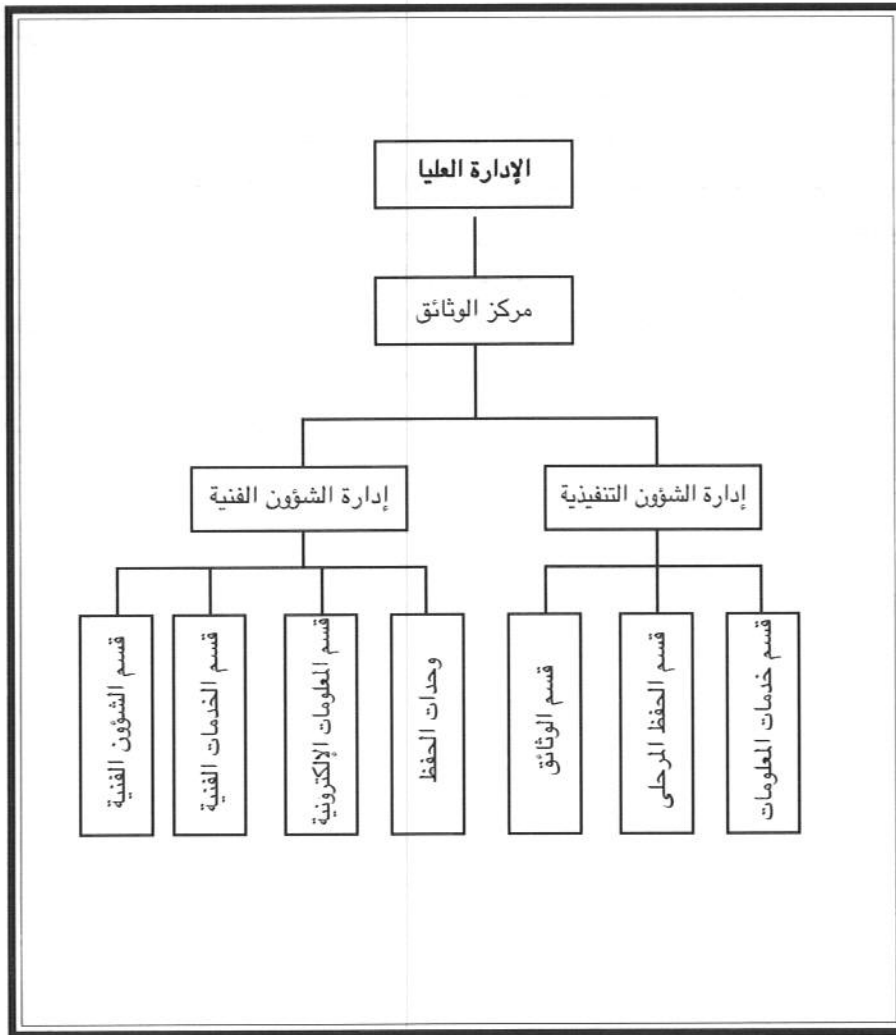 الإدارة العليا
مركز الوثائق
إدارة الشؤون التنفيذية
إدارة الشؤون الفنية
قسم خدمات المعلومات
قسم الحفظ المرحلى
قسم الوثائق
وحدات الحفظ
قسم المعلومات الإلكترونية
قسم الخدمات الفنية
قسم الشؤون الفنية